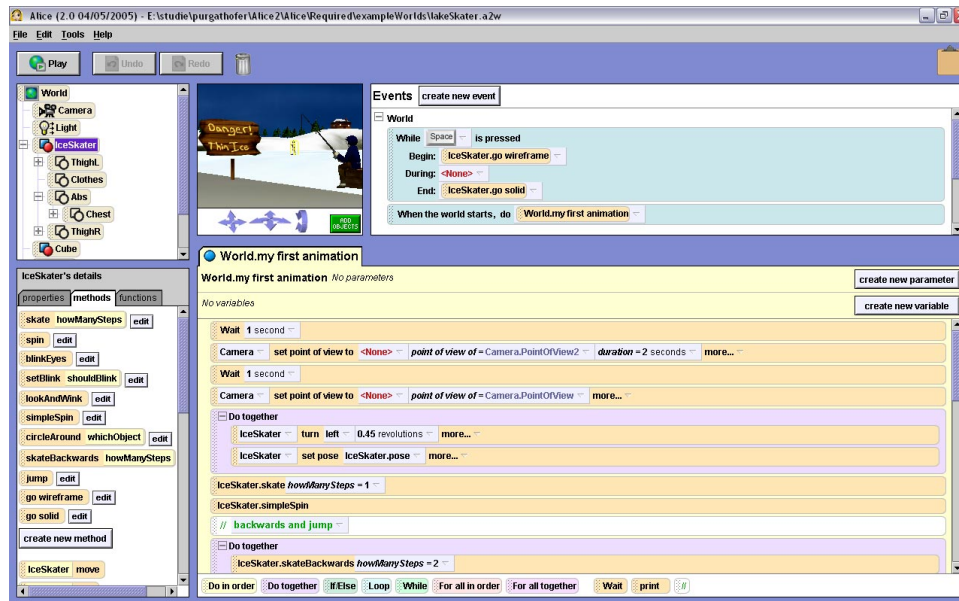 Alice (2.0 04/05/2005) - E:\studie\purgathofer\Alice2\Alice\Required\exampleWorlds\lakeSkater.a2w
File Edit Tools Help
Play Undo Redo
World
Camera
Light
IceSkater
ThighL
Clothes
Abs
Chest
ThighR
Cube
Danger!
Thin Ice
ADD
OBJECTS
Events create new event
World
While Space is pressed
Begin: IceSkater.go wireframe
During: <None>
End: IceSkater.go solid
When the world starts, do World.my first animation
IceSkater's details
properties methods functions
skate howManySteps edit
spin edit
blinkEyes edit
setBlink shouldBlink edit
lookAndWink edit
simpleSpin edit
circleAround whichObject edit
skateBackwards howManySteps
jump edit
go wireframe edit
go solid edit
create new method
IceSkater move
World.my first animation
World.my first animation No parameters create new parameter
No variables create new variable
Wait 1 second
Camera set point of view to <None> point of view of = Camera.PointOfView2 duration = 2 seconds more...
Wait 1 second
Camera set point of view to <None> point of view of = Camera.PointOfView more...
Do together
IceSkater turn left 0.45 revolutions more...
IceSkater set pose IceSkater.pose more...
IceSkater.skate howManySteps = 1
IceSkater.simpleSpin
// backwards and jump
Do together
IceSkater.skateBackwards howManySteps = 2
Do in order Do together If/Else Loop While For all in order For all together Wait print //